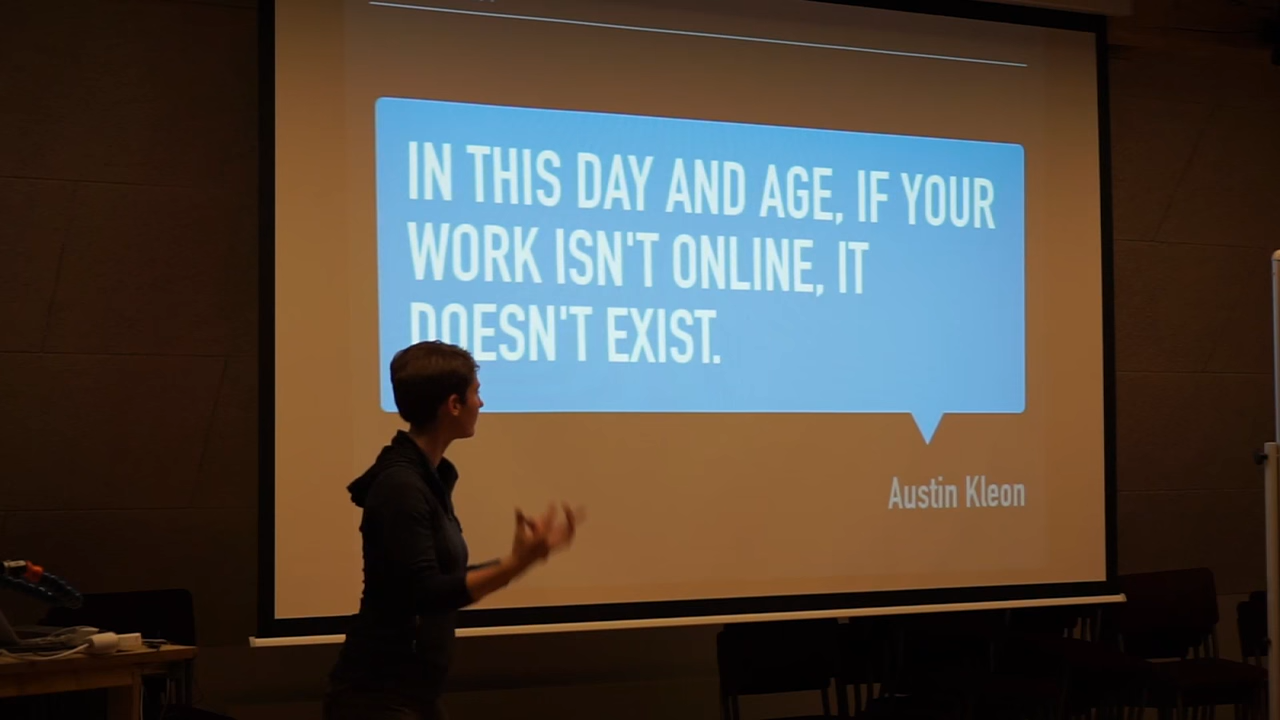 IN THIS DAY AND AGE, IF YOUR
WORK ISN'T ONLINE, IT
DOESN'T EXIST.
Austin Kleon